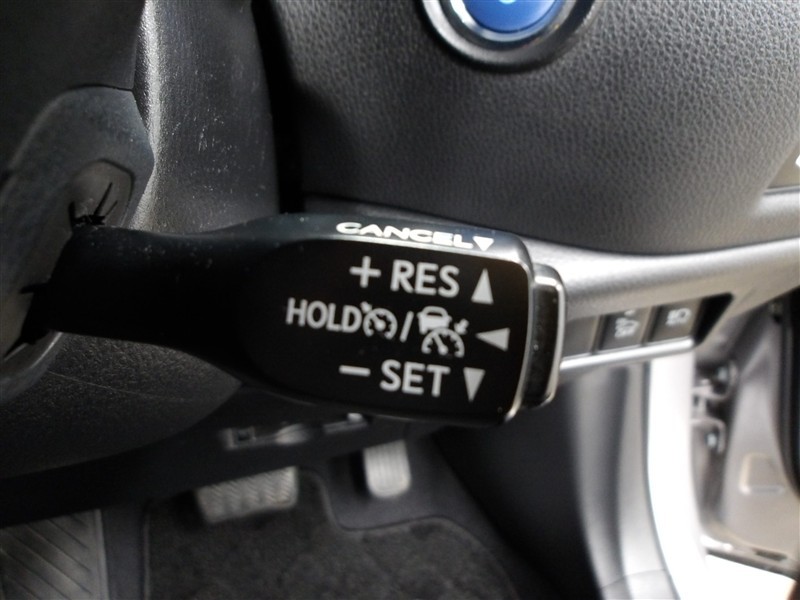 CANCEL▼
+ RES ▲
HOLD / ◀
− SET ▼